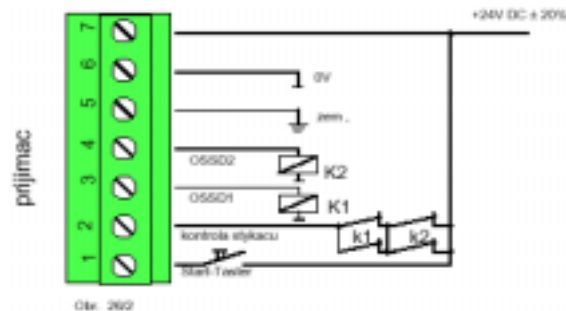 +24V DC ± 20%
7
6
0V
5
zem .
4
OSSD2
K2
3
OSSD1
K1
2
kontrola stykacu
k1
k2
1
Start-Taster
prijimac
Obr. 26/2